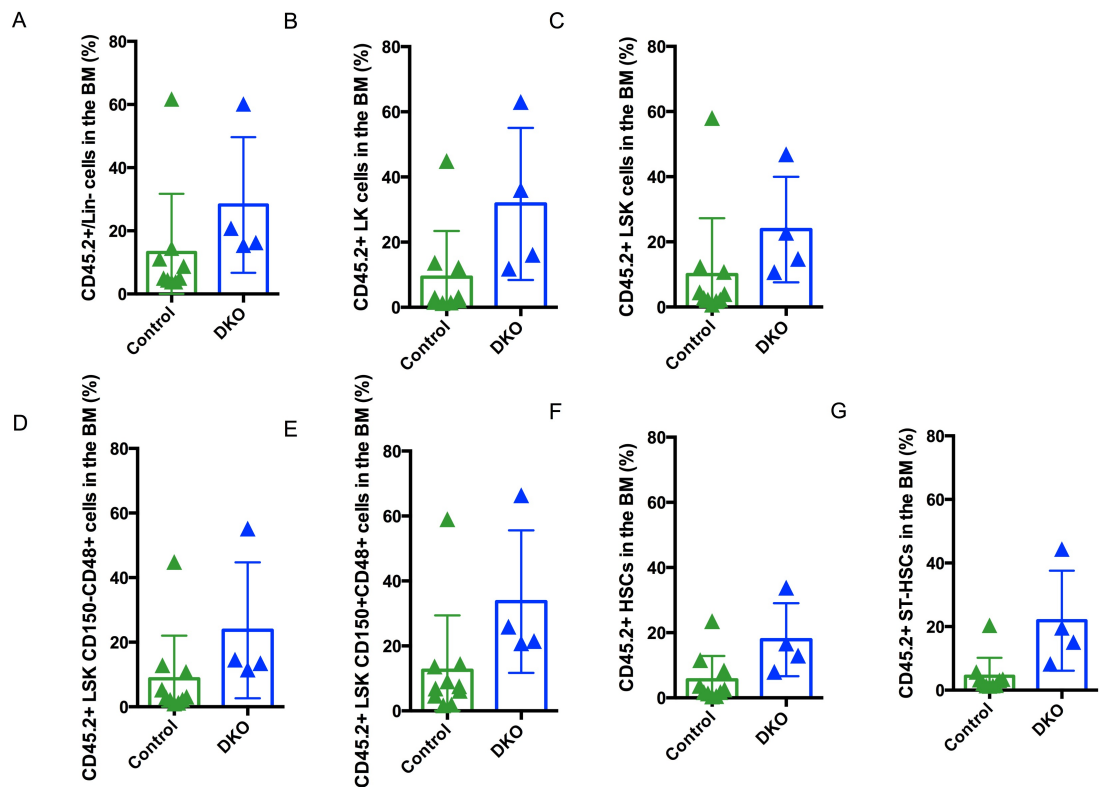 A
CD45.2+/Lin- cells in the BM (%)
80
60
40
20
0
Control
DKO
B
CD45.2+ LK cells in the BM (%)
80
60
40
20
0
Control
DKO
C
CD45.2+ LSK cells in the BM (%)
80
60
40
20
0
Control
DKO
D
CD45.2+ LSK CD150-CD48+ cells in the BM (%)
80
60
40
20
0
Control
DKO
E
CD45.2+ LSK CD150+CD48+ cells in the BM (%)
80
60
40
20
0
Control
DKO
F
CD45.2+ HSCs in the BM (%)
80
60
40
20
0
Control
DKO
G
CD45.2+ ST-HSCs in the BM (%)
80
60
40
20
0
Control
DKO